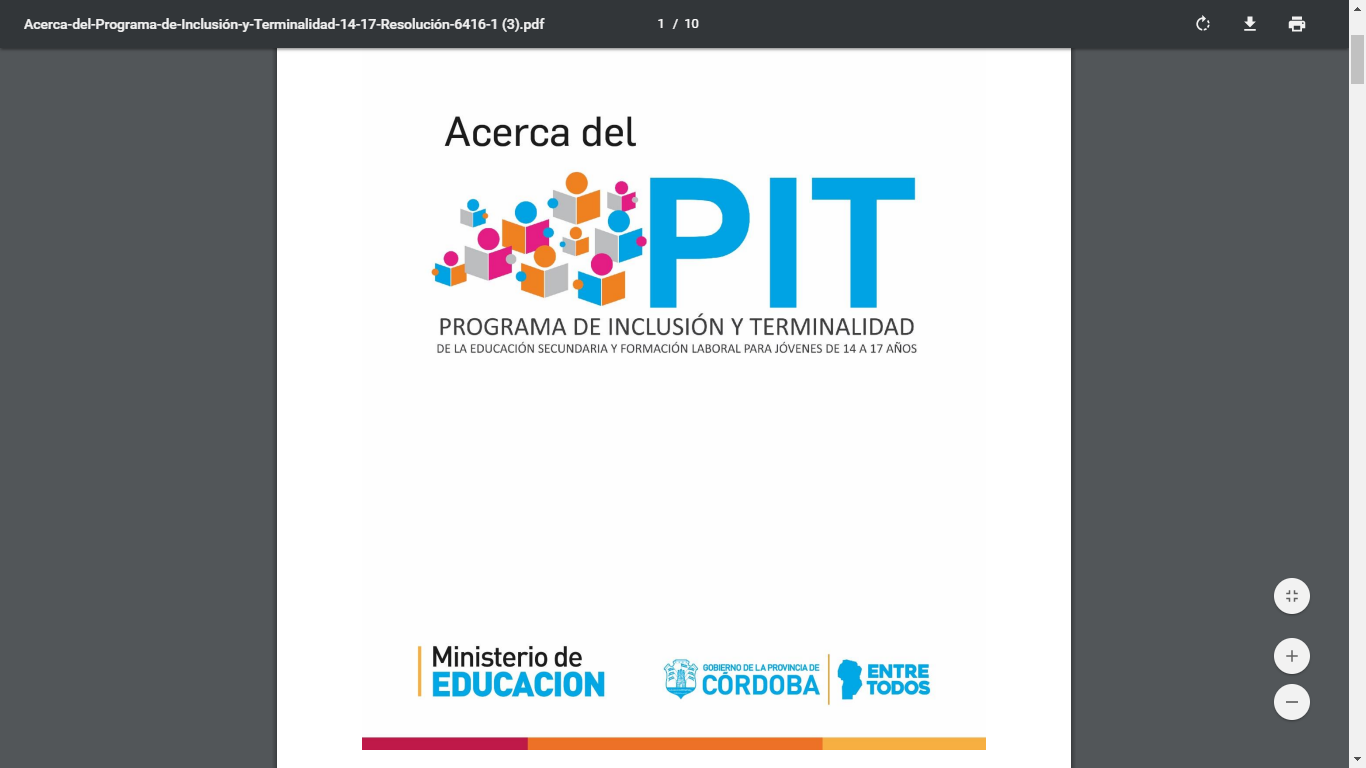 Acerca-del-Programa-de-Inclusión-y-Terminalidad-14-17-Resolución-6416-1 (3).pdf
1 / 10
Acerca del
PIT
PROGRAMA DE INCLUSIÓN Y TERMINALIDAD
DE LA EDUCACIÓN SECUNDARIA Y FORMACIÓN LABORAL PARA JÓVENES DE 14 A 17 AÑOS
Ministerio de
EDUCACION
GOBIERNO DE LA PROVINCIA DE
CÓRDOBA
ENTRE
TODOS